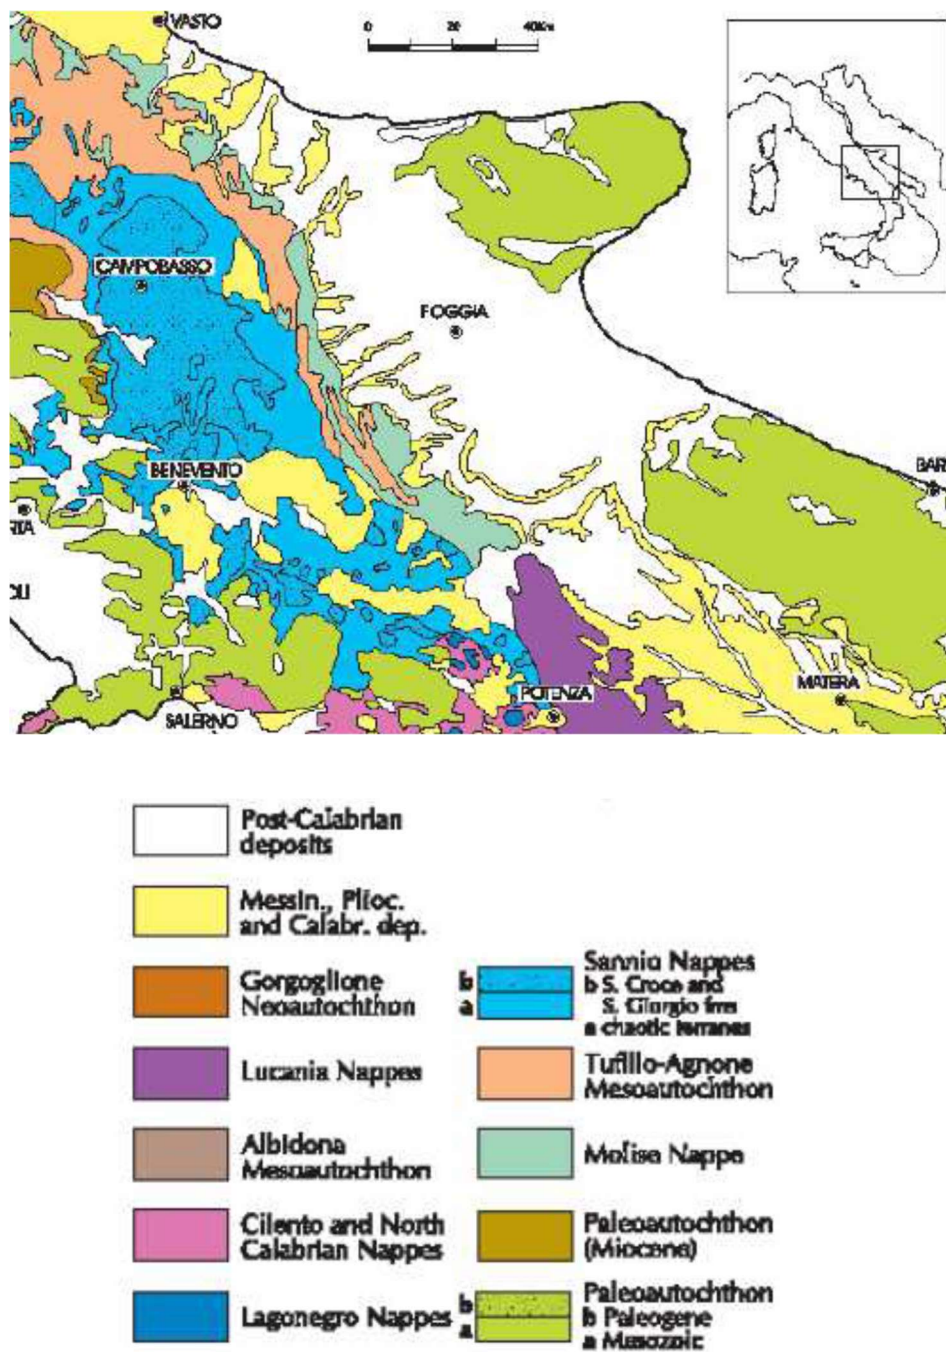 VASTO
0 20 40Km
CAMPOBASSO
FOGGIA
BENEVENTO
BAR
RTA
OLI
MATERA
POTENZA
SALERNO
Post-Calabrian
deposits
Messin., Plioc.
and Calabr. dep.
Gorgoglione
Neoautochthon
b
a
Sannio Nappes
b S. Croce and
S. Giorgio fms
a chaotic terranes
Lucania Nappes
Tufillo-Agnone
Mesoautochthon
Albidona
Mesoautochthon
Molise Nappe
Cilento and North
Calabrian Nappes
Paleoautochthon
(Miocene)
Lagonegro Nappes
b
a
Paleoautochthon
b Paleogene
a Mesozoic